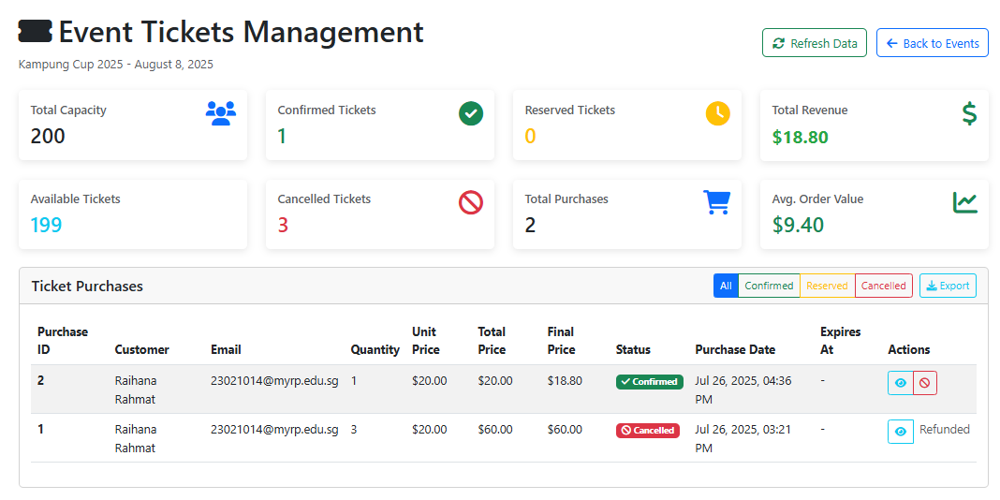 Event Tickets Management
Kampung Cup 2025 - August 8, 2025
Refresh Data
Back to Events
Total Capacity
200
Confirmed Tickets
1
Reserved Tickets
0
Total Revenue
$18.80
Available Tickets
199
Cancelled Tickets
3
Total Purchases
2
Avg. Order Value
$9.40
Ticket Purchases
All Confirmed Reserved Cancelled Export
Purchase ID Customer Email Quantity Unit Price Total Price Final Price Status Purchase Date Expires At Actions
2 Raihana Rahmat 23021014@myrp.edu.sg 1 $20.00 $20.00 $18.80 Confirmed Jul 26, 2025, 04:36 PM -
1 Raihana Rahmat 23021014@myrp.edu.sg 3 $20.00 $60.00 $60.00 Cancelled Jul 26, 2025, 03:21 PM - Refunded